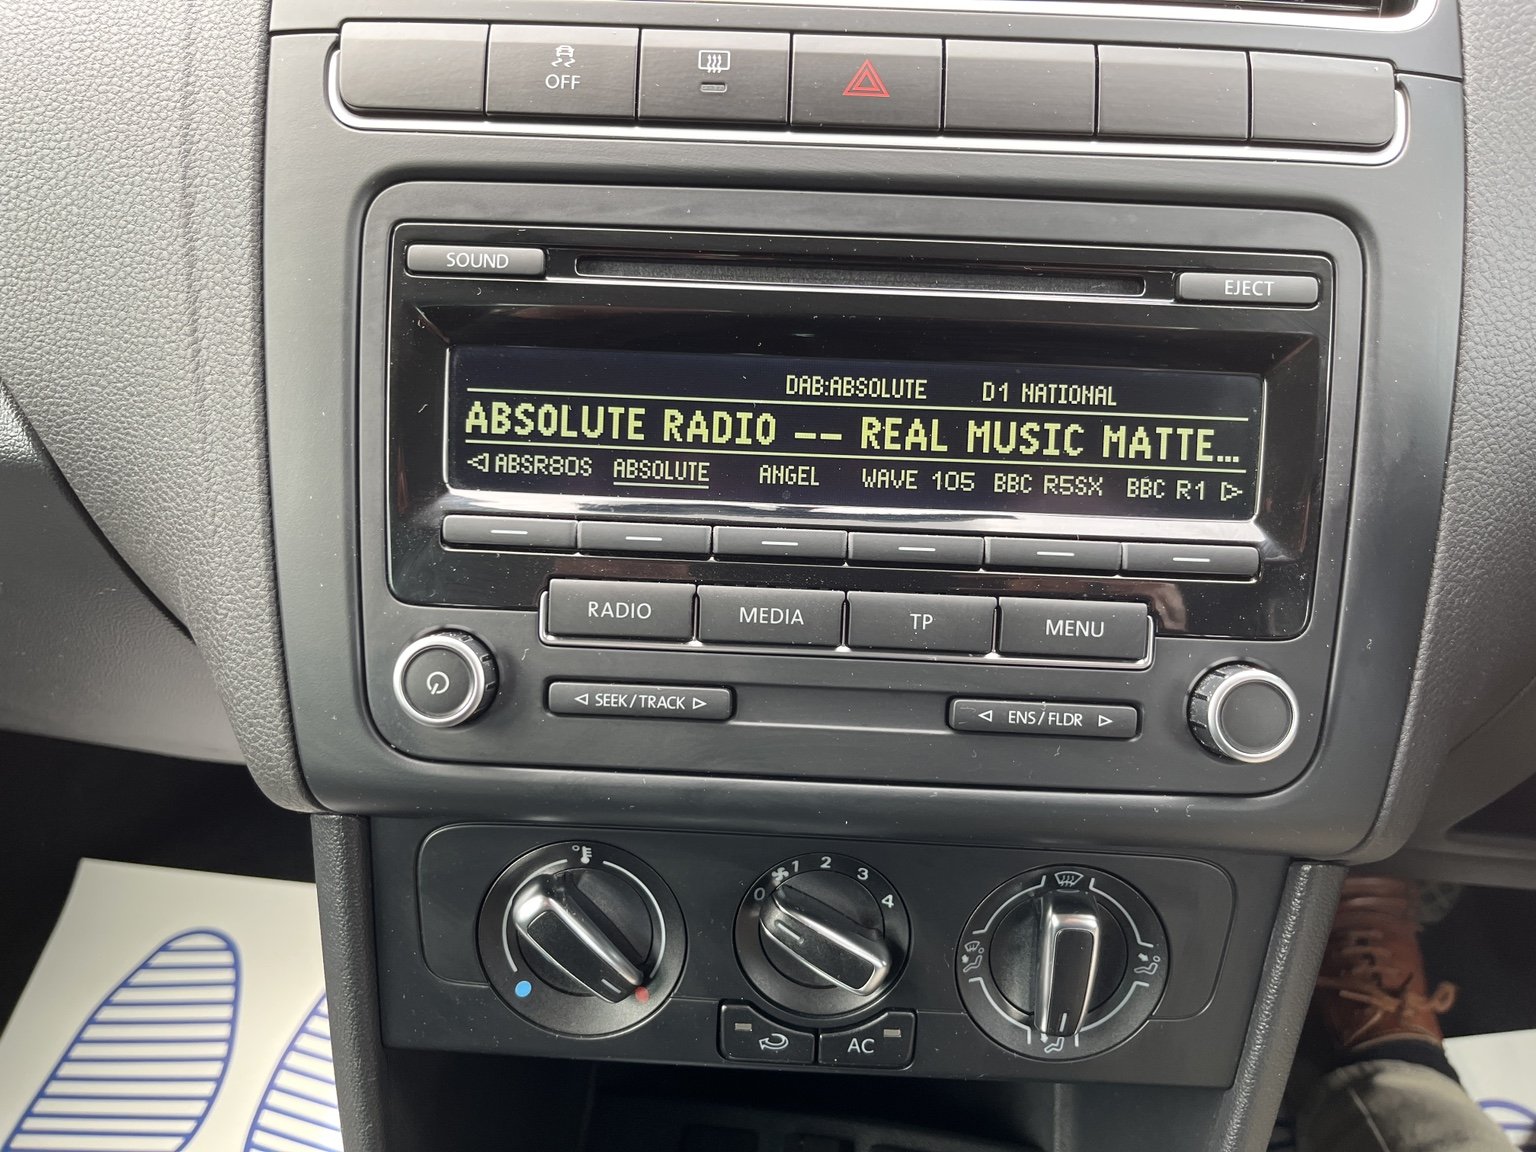 OFF
SOUND
EJECT
DAB:ABSOLUTE D1 NATIONAL
ABSOLUTE RADIO -- REAL MUSIC MATTE...
ABSR80S ABSOLUTE ANGEL WAVE 105 BBC R5SX BBC R1
RADIO MEDIA TP MENU
SEEK/TRACK
ENS/FLDR
0 1 2 3 4
AC